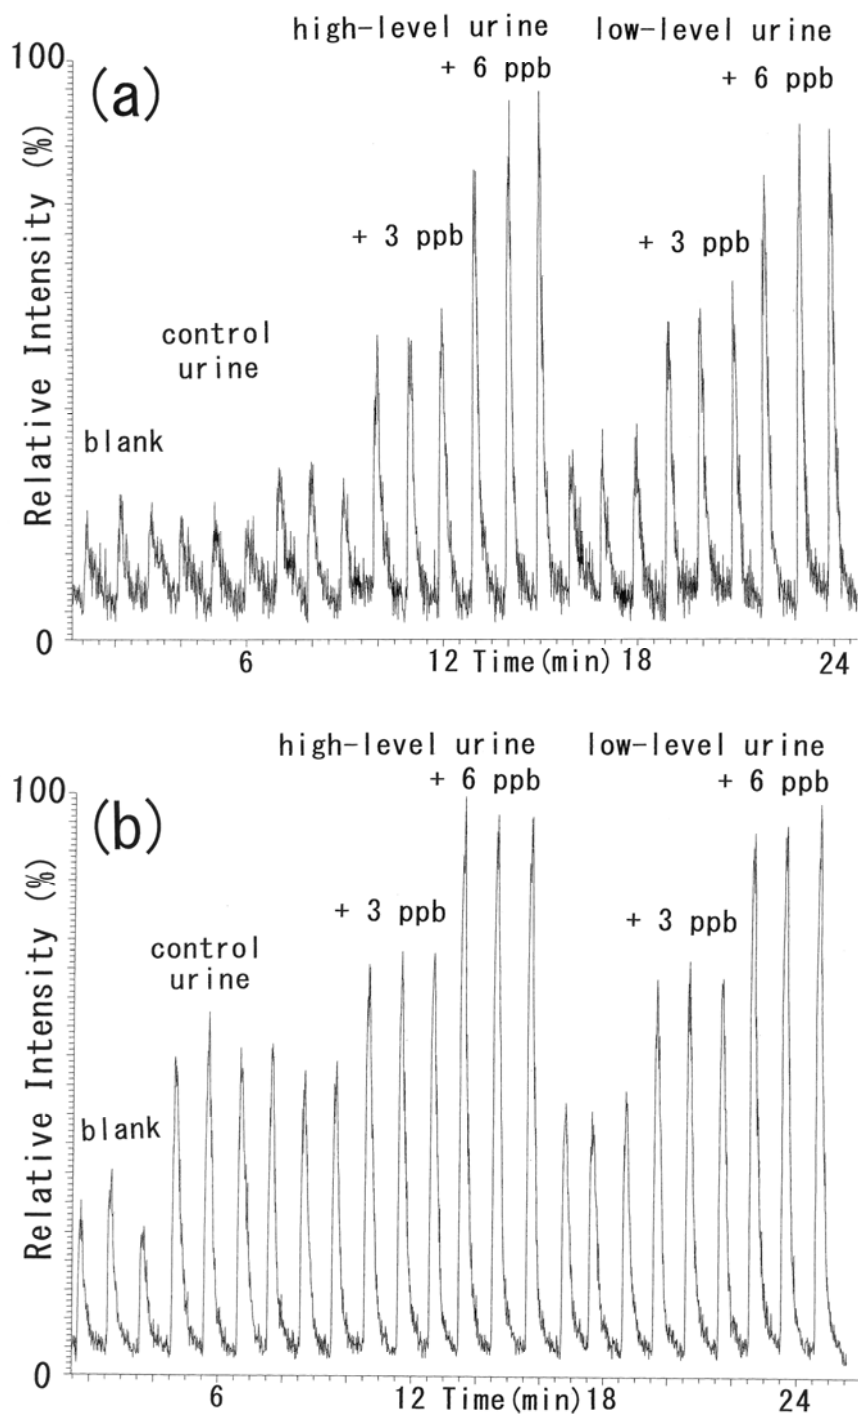 high-level urine low-level urine
+ 6 ppb + 6 ppb
100
(a)
+ 3 ppb + 3 ppb
control
urine
blank
Relative Intensity (%)
0
6 12 Time(min) 18 24
high-level urine low-level urine
+ 6 ppb + 6 ppb
100
(b)
+ 3 ppb + 3 ppb
control
urine
blank
Relative Intensity (%)
0
6 12 Time(min) 18 24